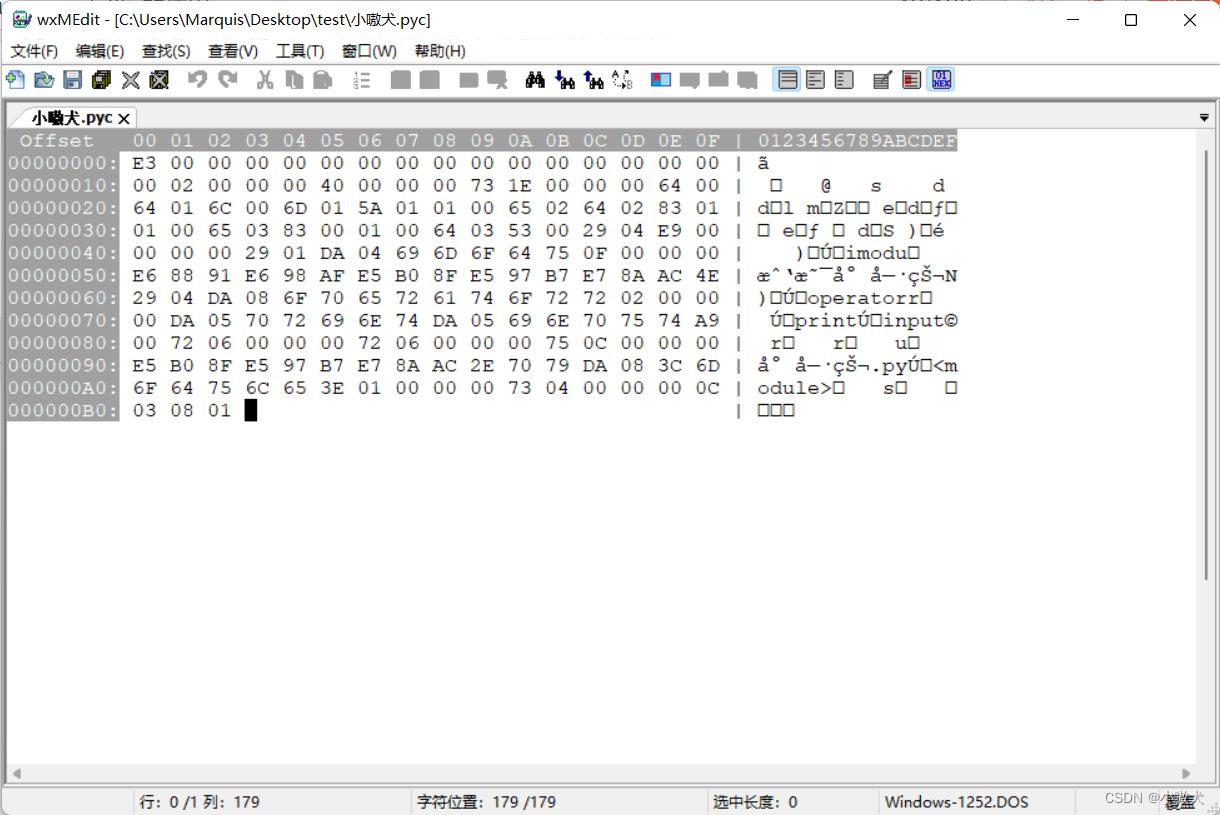 wxMEdit - [C:\Users\Marquis\Desktop\test\小嗷犬.pyc]
文件(F) 编辑(E) 查找(S) 查看(V) 工具(T) 窗口(W) 帮助(H)
小嗷犬.pyc
Offset 00 01 02 03 04 05 06 07 08 09 0A 0B 0C 0D 0E 0F | 0123456789ABCDEF
00000000: E3 00 00 00 00 00 00 00 00 00 00 00 00 00 00 00 | ã
00000010: 00 02 00 00 00 40 00 00 00 73 1E 00 00 00 64 00 | □ @ s d
00000020: 64 01 6C 00 6D 01 5A 01 01 00 65 02 64 02 83 01 | d□l m□Z□□ e□d□ƒ□
00000030: 01 00 65 03 83 00 01 00 64 03 53 00 29 04 E9 00 | □ e□ƒ □ d□S )□é
00000040: 00 00 00 29 01 DA 04 69 6D 6F 64 75 0F 00 00 00 | )□Ú□imodu□
00000050: E6 88 91 E6 98 AF E5 B0 8F E5 97 B7 E7 8A AC 4E | æˆ‘æ˜¯å° å—·çŠ¬N
00000060: 29 04 DA 08 6F 70 65 72 61 74 6F 72 72 02 00 00 | )□Ú□operatorr□
00000070: 00 DA 05 70 72 69 6E 74 DA 05 69 6E 70 75 74 A9 | Ú□printÚ□input©
00000080: 00 72 06 00 00 00 72 06 00 00 00 75 0C 00 00 00 | r□ r□ u□
00000090: E5 B0 8F E5 97 B7 E7 8A AC 2E 70 79 DA 08 3C 6D | å° å—·çŠ¬.pyÚ□<m
000000A0: 6F 64 75 6C 65 3E 01 00 00 00 73 04 00 00 00 0C | odule>□ s□ □
000000B0: 03 08 01 | □□□
行: 0 /1 列: 179 字符位置: 179 /179 选中长度: 0 Windows-1252.DOS 覆盖
CSDN @小嗷犬